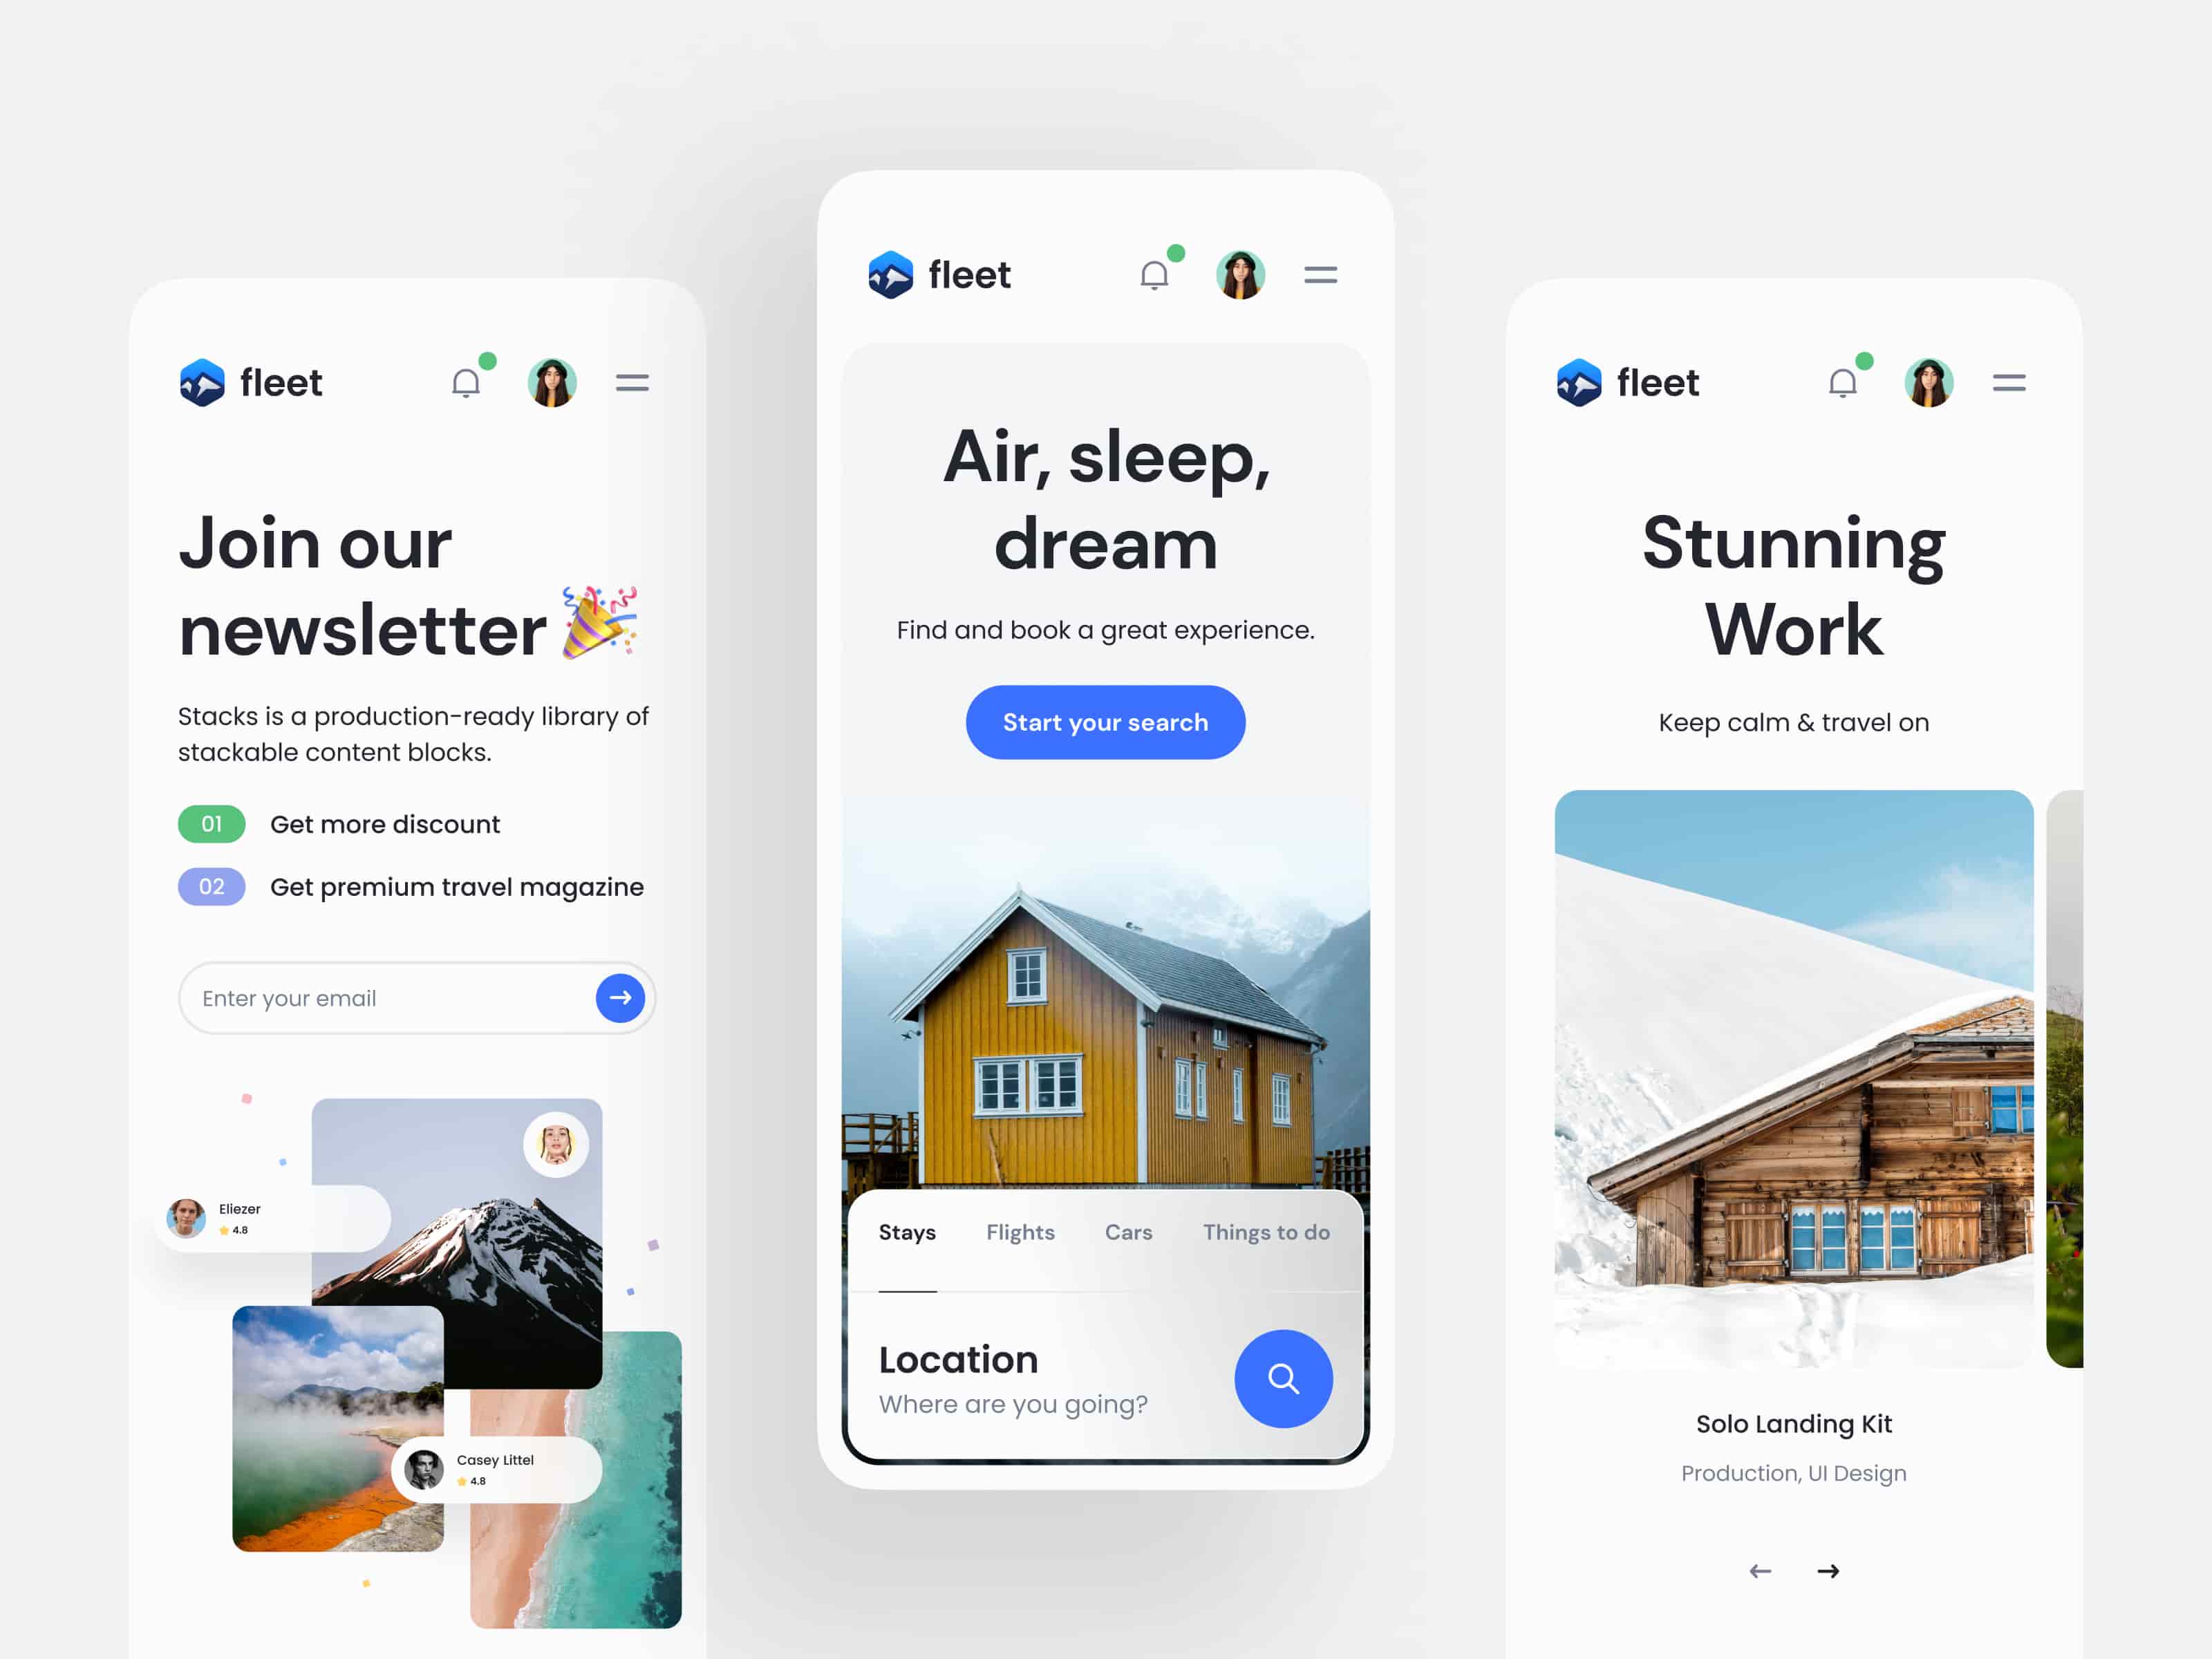 fleet
Join our
newsletter 🎉
Stacks is a production-ready library of
stackable content blocks.
01 Get more discount
02 Get premium travel magazine
Enter your email
Eliezer
4.8
Casey Littel
4.8
fleet
Air, sleep,
dream
Find and book a great experience.
Start your search
Stays Flights Cars Things to do
Location
Where are you going?
fleet
Stunning
Work
Keep calm & travel on
Solo Landing Kit
Production, UI Design